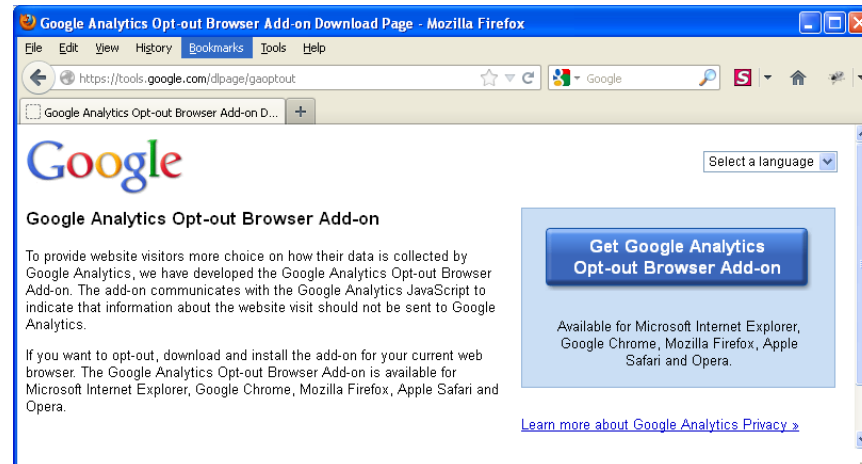 Google Analytics Opt-out Browser Add-on Download Page - Mozilla Firefox
File Edit View History Bookmarks Tools Help
https://tools.google.com/dlpage/gaoptout
Google
Google Analytics Opt-out Browser Add-on D...
Google
Select a language
Google Analytics Opt-out Browser Add-on
To provide website visitors more choice on how their data is collected by
Google Analytics, we have developed the Google Analytics Opt-out Browser
Add-on. The add-on communicates with the Google Analytics JavaScript to
indicate that information about the website visit should not be sent to Google
Analytics.
If you want to opt-out, download and install the add-on for your current web
browser. The Google Analytics Opt-out Browser Add-on is available for
Microsoft Internet Explorer, Google Chrome, Mozilla Firefox, Apple Safari and
Opera.
Get Google Analytics
Opt-out Browser Add-on
Available for Microsoft Internet Explorer,
Google Chrome, Mozilla Firefox, Apple
Safari and Opera.
Learn more about Google Analytics Privacy »